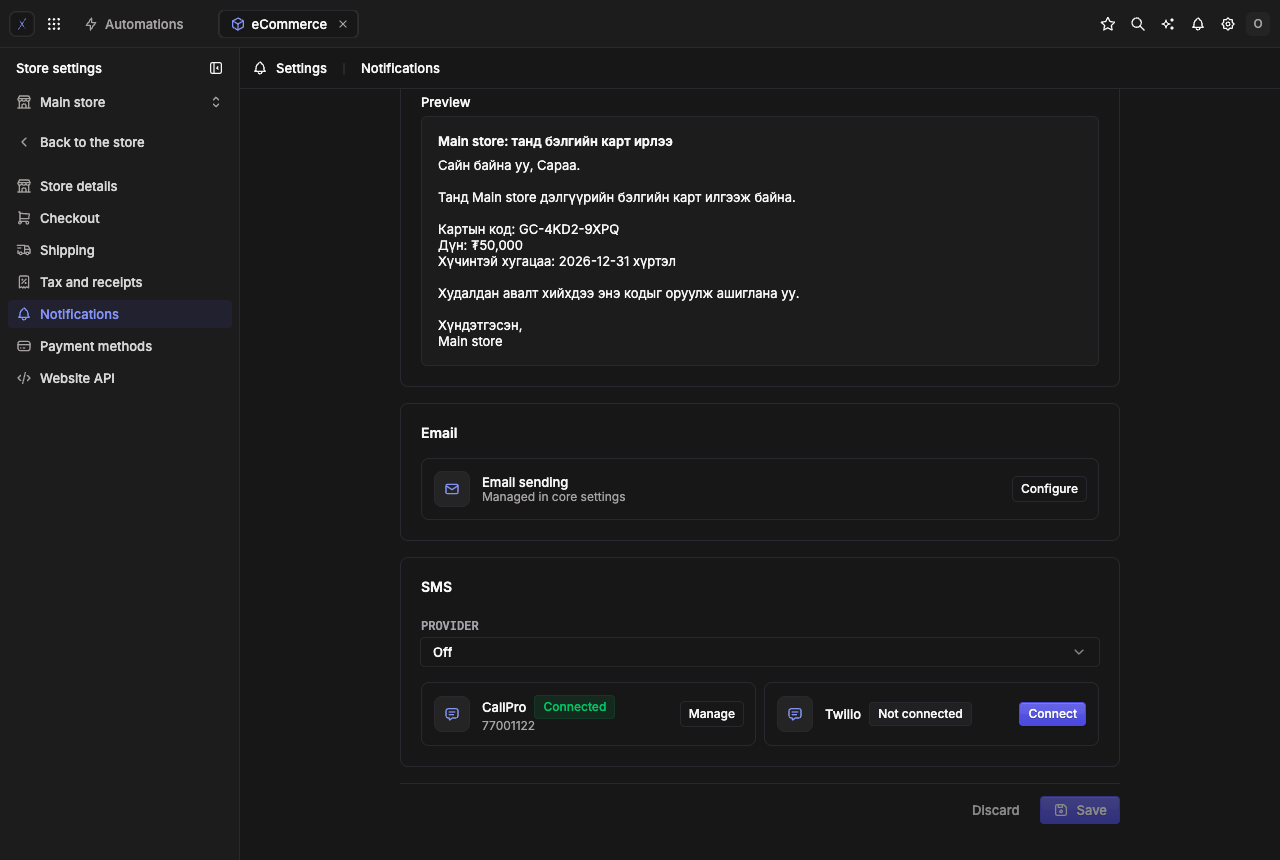 Automations
eCommerce
O
Store settings
Main store
Back to the store
Store details
Checkout
Shipping
Tax and receipts
Notifications
Payment methods
Website API
Settings
Notifications
Preview
Main store: танд бэлгийн карт ирлээ
Сайн байна уу, Сараа.
Танд Main store дэлгүүрийн бэлгийн карт илгээж байна.
Картын код: GC-4KD2-9XPQ
Дүн: ₮50,000
Хүчинтэй хугацаа: 2026-12-31 хүртэл
Худалдан авалт хийхдээ энэ кодыг оруулж ашиглана уу.
Хүндэтгэсэн,
Main store
Email
Email sending
Managed in core settings
Configure
SMS
PROVIDER
Off
CallPro Connected
77001122
Manage
Twilio Not connected
Connect
Discard
Save